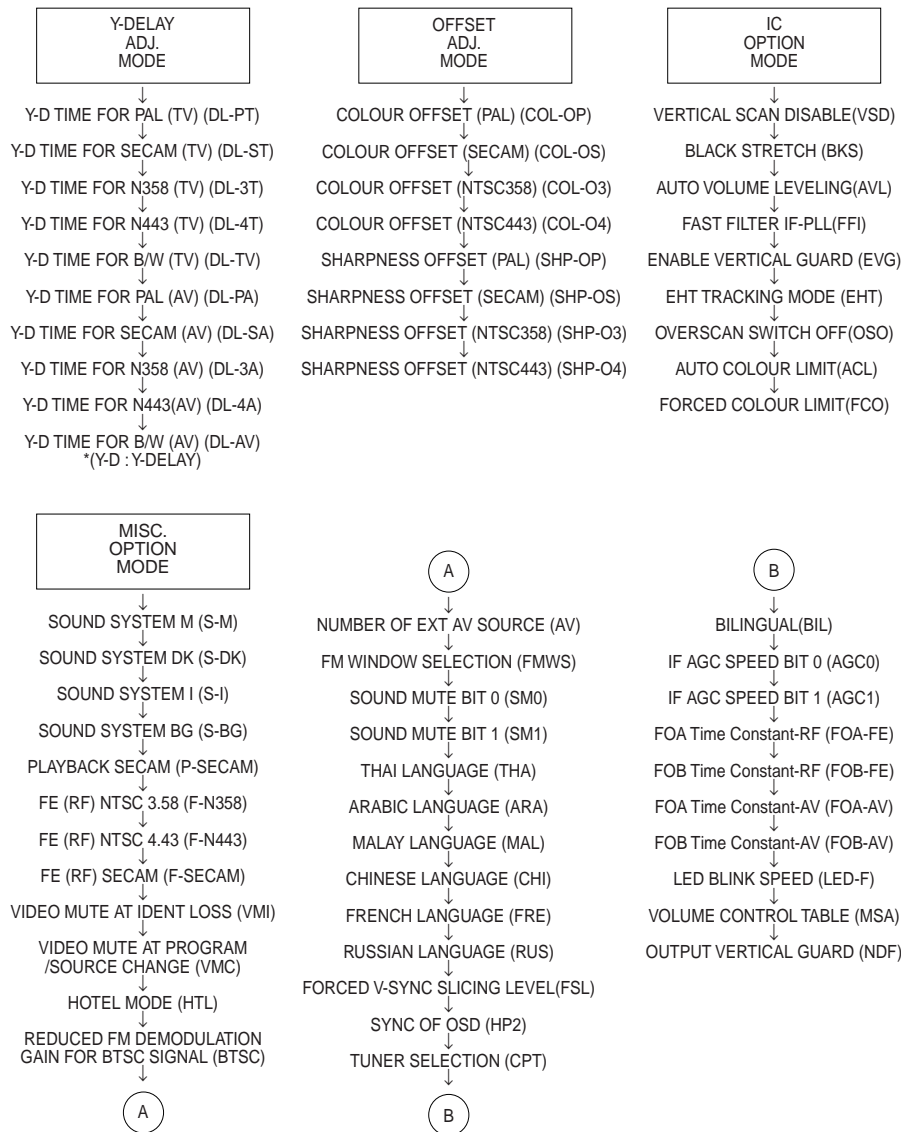 Y-DELAY
ADJ.
MODE
Y-D TIME FOR PAL (TV) (DL-PT)
Y-D TIME FOR SECAM (TV) (DL-ST)
Y-D TIME FOR N358 (TV) (DL-3T)
Y-D TIME FOR N443 (TV) (DL-4T)
Y-D TIME FOR B/W (TV) (DL-TV)
Y-D TIME FOR PAL (AV) (DL-PA)
Y-D TIME FOR SECAM (AV) (DL-SA)
Y-D TIME FOR N358 (AV) (DL-3A)
Y-D TIME FOR N443(AV) (DL-4A)
Y-D TIME FOR B/W (AV) (DL-AV)
*(Y-D : Y-DELAY)
OFFSET
ADJ.
MODE
COLOUR OFFSET (PAL) (COL-OP)
COLOUR OFFSET (SECAM) (COL-OS)
COLOUR OFFSET (NTSC358) (COL-O3)
COLOUR OFFSET (NTSC443) (COL-O4)
SHARPNESS OFFSET (PAL) (SHP-OP)
SHARPNESS OFFSET (SECAM) (SHP-OS)
SHARPNESS OFFSET (NTSC358) (SHP-O3)
SHARPNESS OFFSET (NTSC443) (SHP-O4)
IC
OPTION
MODE
VERTICAL SCAN DISABLE(VSD)
BLACK STRETCH (BKS)
AUTO VOLUME LEVELING(AVL)
FAST FILTER IF-PLL(FFI)
ENABLE VERTICAL GUARD (EVG)
EHT TRACKING MODE (EHT)
OVERSCAN SWITCH OFF(OSO)
AUTO COLOUR LIMIT(ACL)
FORCED COLOUR LIMIT(FCO)
MISC.
OPTION
MODE
SOUND SYSTEM M (S-M)
SOUND SYSTEM DK (S-DK)
SOUND SYSTEM I (S-I)
SOUND SYSTEM BG (S-BG)
PLAYBACK SECAM (P-SECAM)
FE (RF) NTSC 3.58 (F-N358)
FE (RF) NTSC 4.43 (F-N443)
FE (RF) SECAM (F-SECAM)
VIDEO MUTE AT IDENT LOSS (VMI)
VIDEO MUTE AT PROGRAM
/SOURCE CHANGE (VMC)
HOTEL MODE (HTL)
REDUCED FM DEMODULATION
GAIN FOR BTSC SIGNAL (BTSC)
A
A
NUMBER OF EXT AV SOURCE (AV)
FM WINDOW SELECTION (FMWS)
SOUND MUTE BIT 0 (SM0)
SOUND MUTE BIT 1 (SM1)
THAI LANGUAGE (THA)
ARABIC LANGUAGE (ARA)
MALAY LANGUAGE (MAL)
CHINESE LANGUAGE (CHI)
FRENCH LANGUAGE (FRE)
RUSSIAN LANGUAGE (RUS)
FORCED V-SYNC SLICING LEVEL(FSL)
SYNC OF OSD (HP2)
TUNER SELECTION (CPT)
B
B
BILINGUAL(BIL)
IF AGC SPEED BIT 0 (AGC0)
IF AGC SPEED BIT 1 (AGC1)
FOA Time Constant-RF (FOA-FE)
FOB Time Constant-RF (FOB-FE)
FOA Time Constant-AV (FOA-AV)
FOB Time Constant-AV (FOB-AV)
LED BLINK SPEED (LED-F)
VOLUME CONTROL TABLE (MSA)
OUTPUT VERTICAL GUARD (NDF)